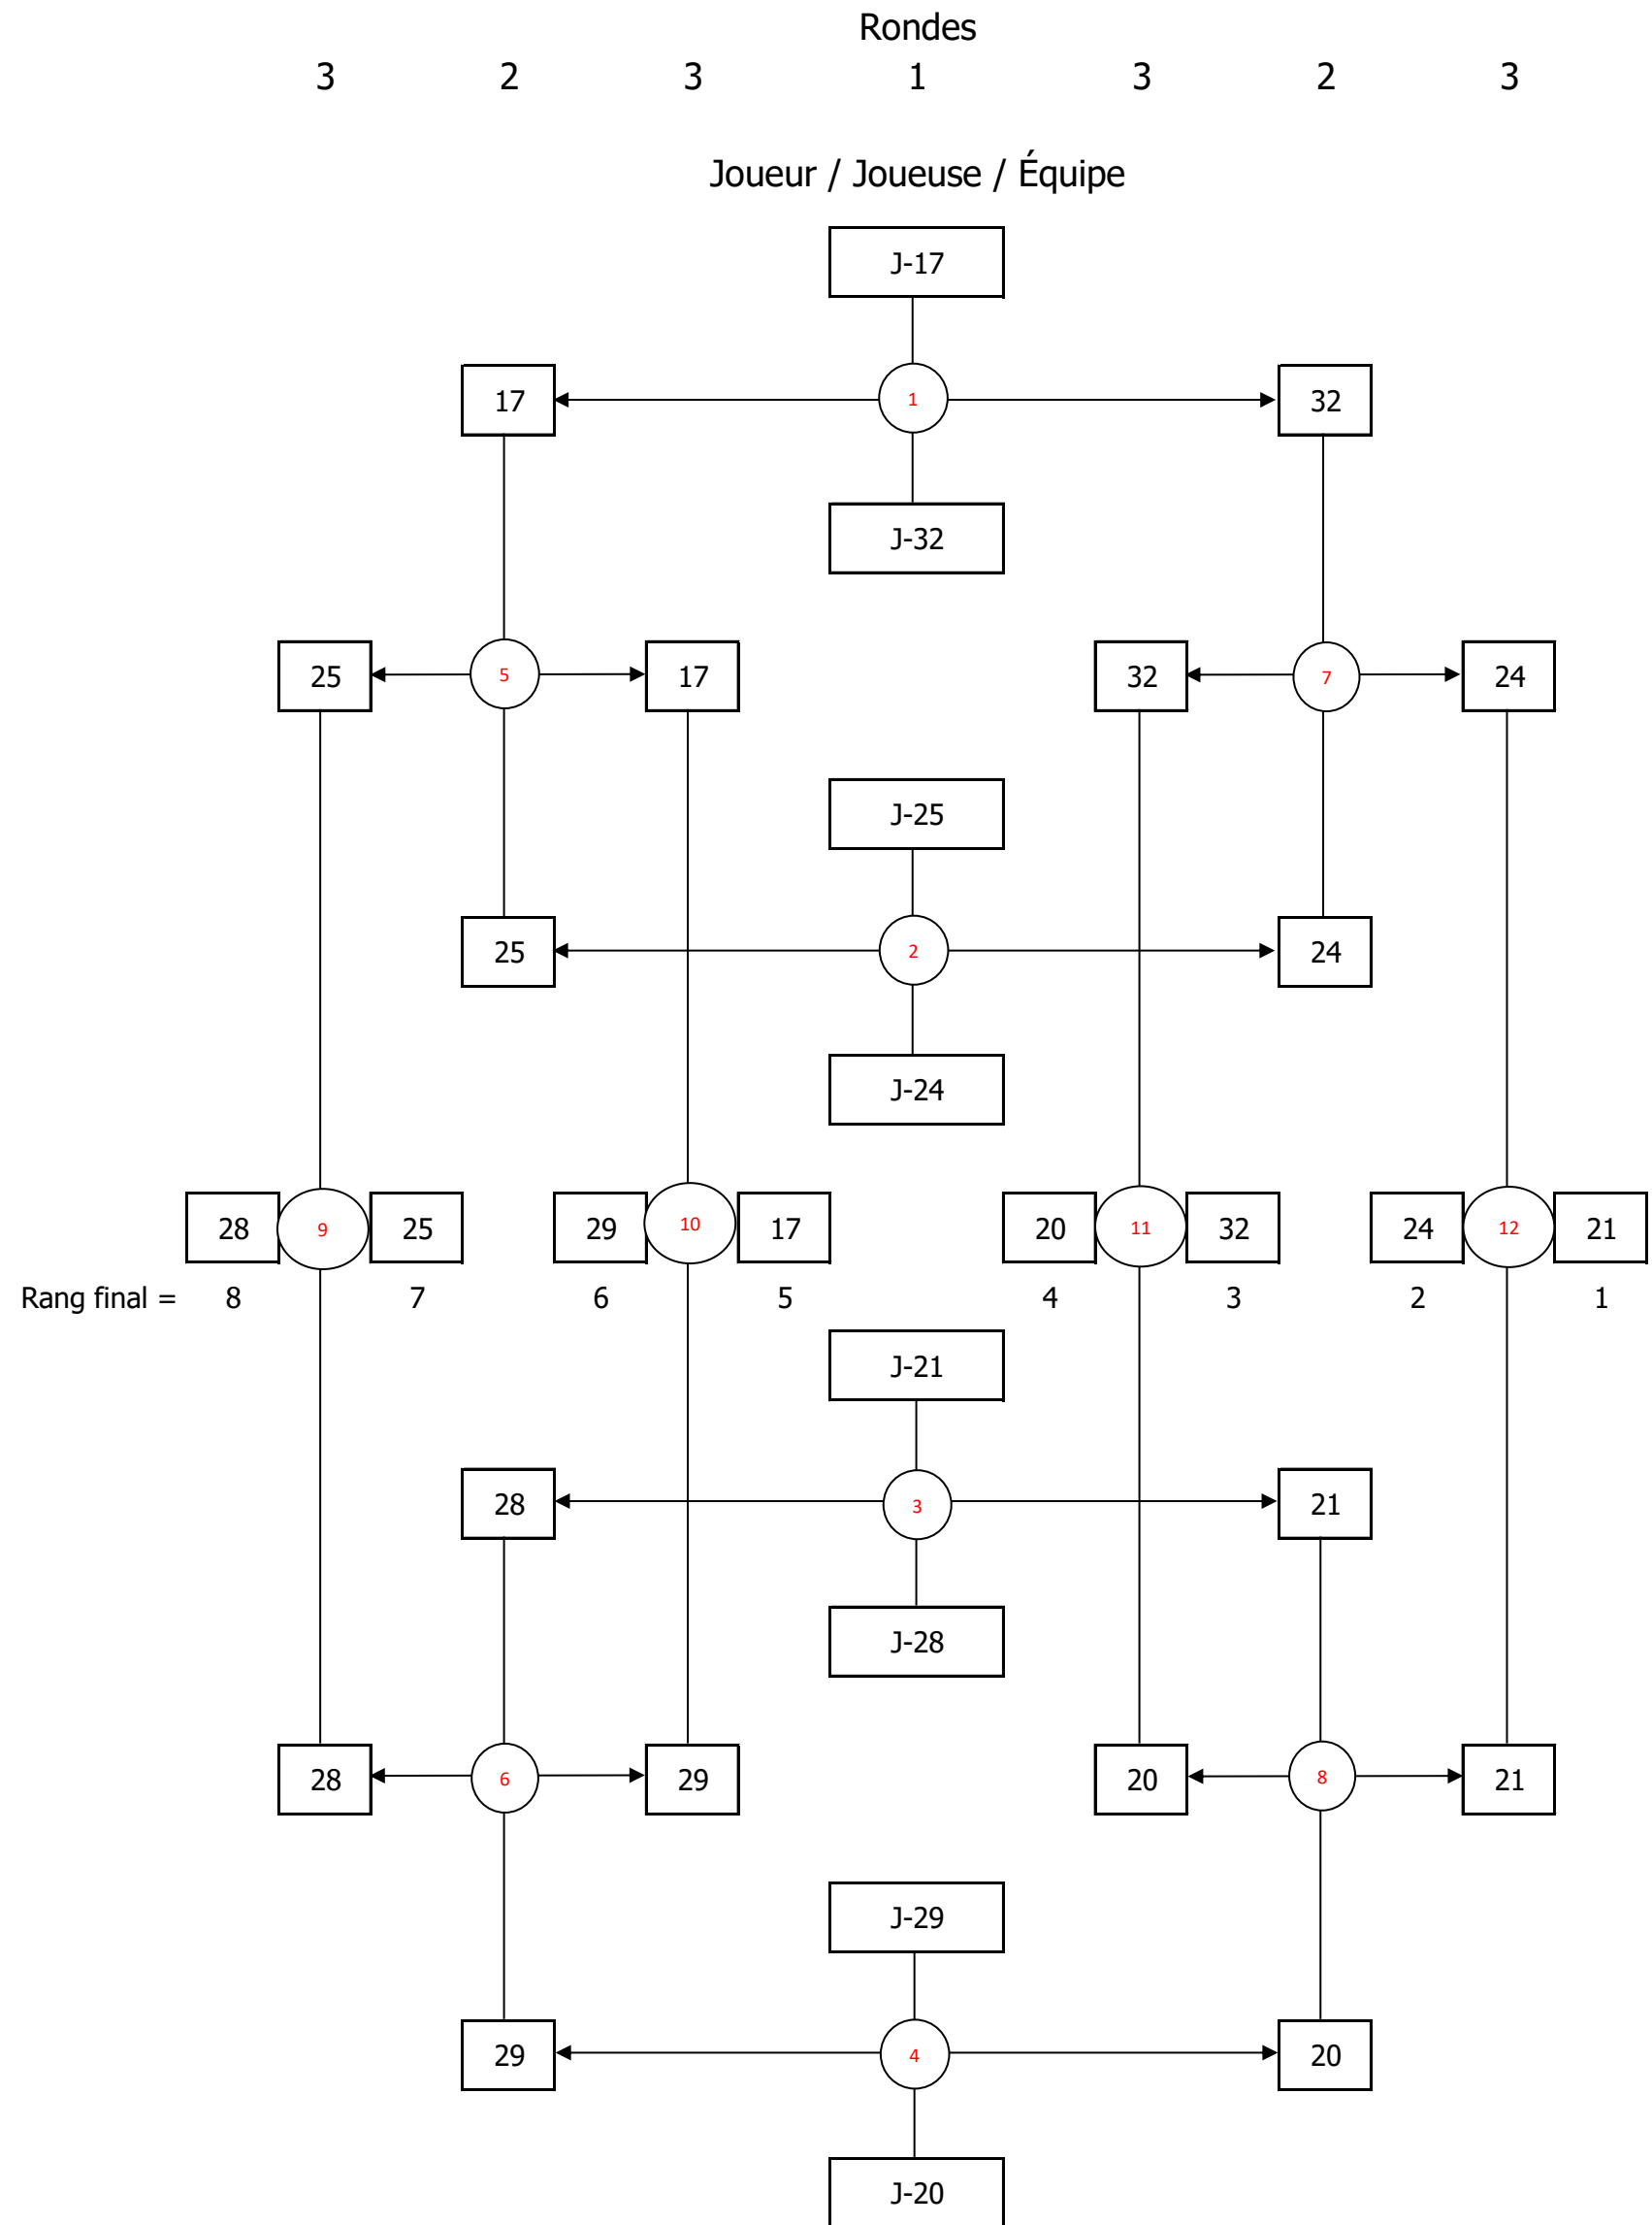 Rondes
3 2 3 1 3 2 3
Joueur / Joueuse / Équipe
J-17
17 1 32
J-32
25 5 17 32 7 24
J-25
25 2 24
J-24
28 9 25 29 10 17 20 11 32 24 12 21
Rang final = 8 7 6 5 4 3 2 1
J-21
28 3 21
J-28
28 6 29 20 8 21
J-29
29 4 20
J-20